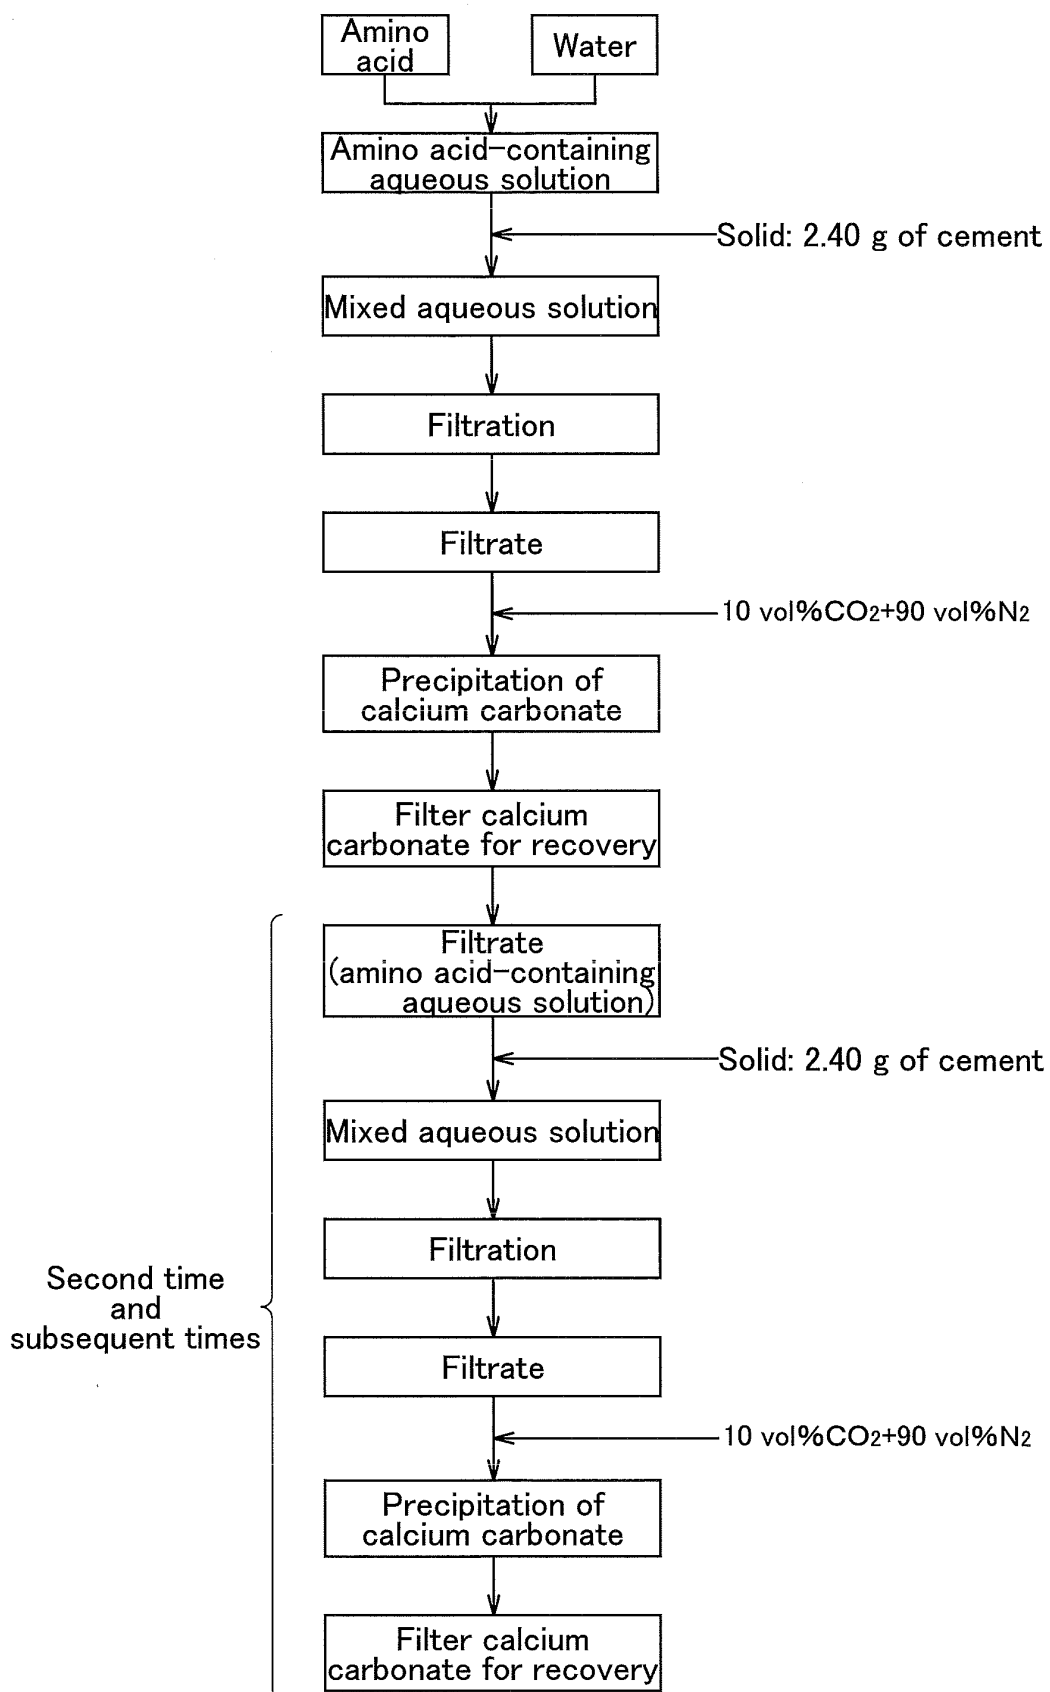 Amino
acid
Water
Amino acid-containing
aqueous solution
Solid: 2.40 g of cement
Mixed aqueous solution
Filtration
Filtrate
10 vol%CO2+90 vol%N2
Precipitation of
calcium carbonate
Filter calcium
carbonate for recovery
Filtrate
(amino acid-containing
aqueous solution)
Solid: 2.40 g of cement
Mixed aqueous solution
Filtration
Second time
and
subsequent times
Filtrate
10 vol%CO2+90 vol%N2
Precipitation of
calcium carbonate
Filter calcium
carbonate for recovery